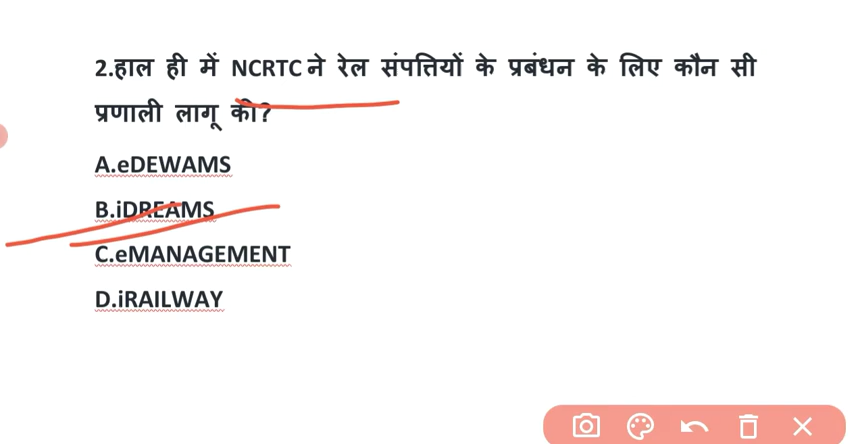 2.हाल ही में NCRTC ने रेल संपत्तियों के प्रबंधन के लिए कौन सी
प्रणाली लागू की?
A.eDEWAMS
B.iDREAMS
C.eMANAGEMENT
D.iRAILWAY